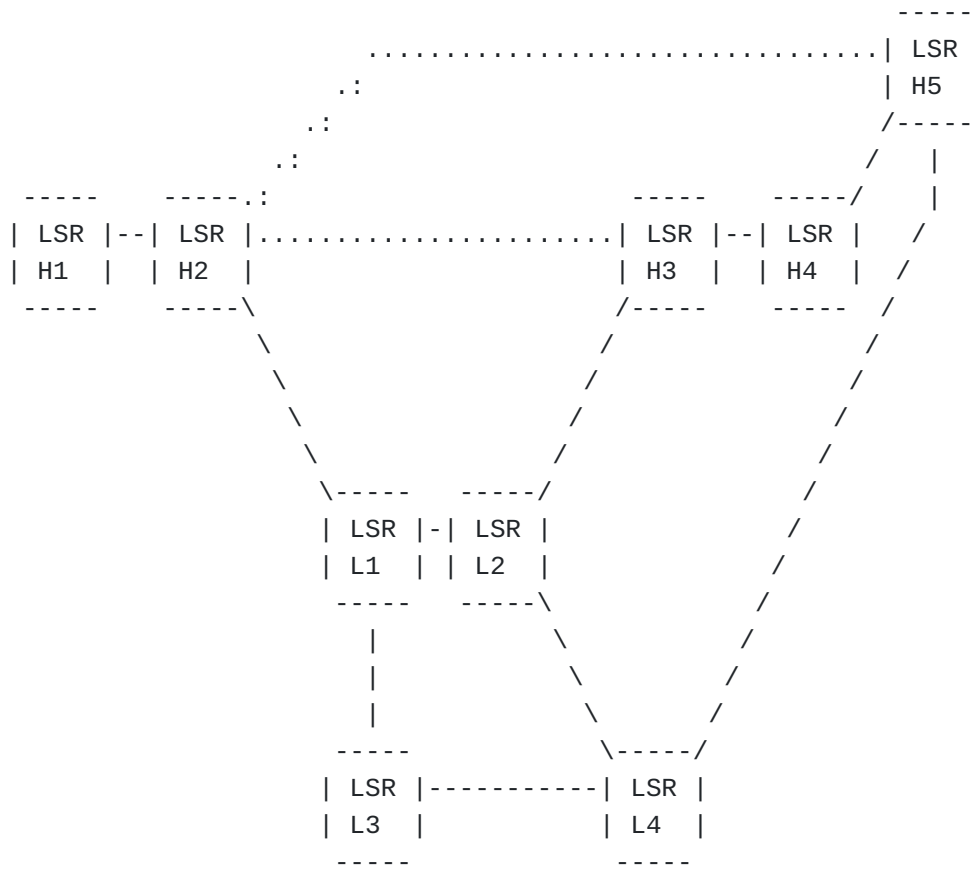 -----
                       .................................| LSR
                     .:                                 | H5
                   .:                                   /-----
                 .:                                    /   |
 -----    -----.:                       -----    -----/    |
| LSR |--| LSR |.......................| LSR |--| LSR |   /
| H1  |  | H2  |                       | H3  |  | H4  |  /
 -----    -----\                       /-----    -----  /
                \                     /                /
                 \                   /                /
                  \                 /                /
                   \               /                /
                    \-----   -----/                /
                    | LSR |-| LSR |               /
                    | L1  | | L2  |              /
                     -----   -----\             /
                       |           \           /
                       |            \         /
                       |             \       /
                     -----            \-----/
                    | LSR |-----------| LSR |
                    | L3  |           | L4  |
                     -----             -----